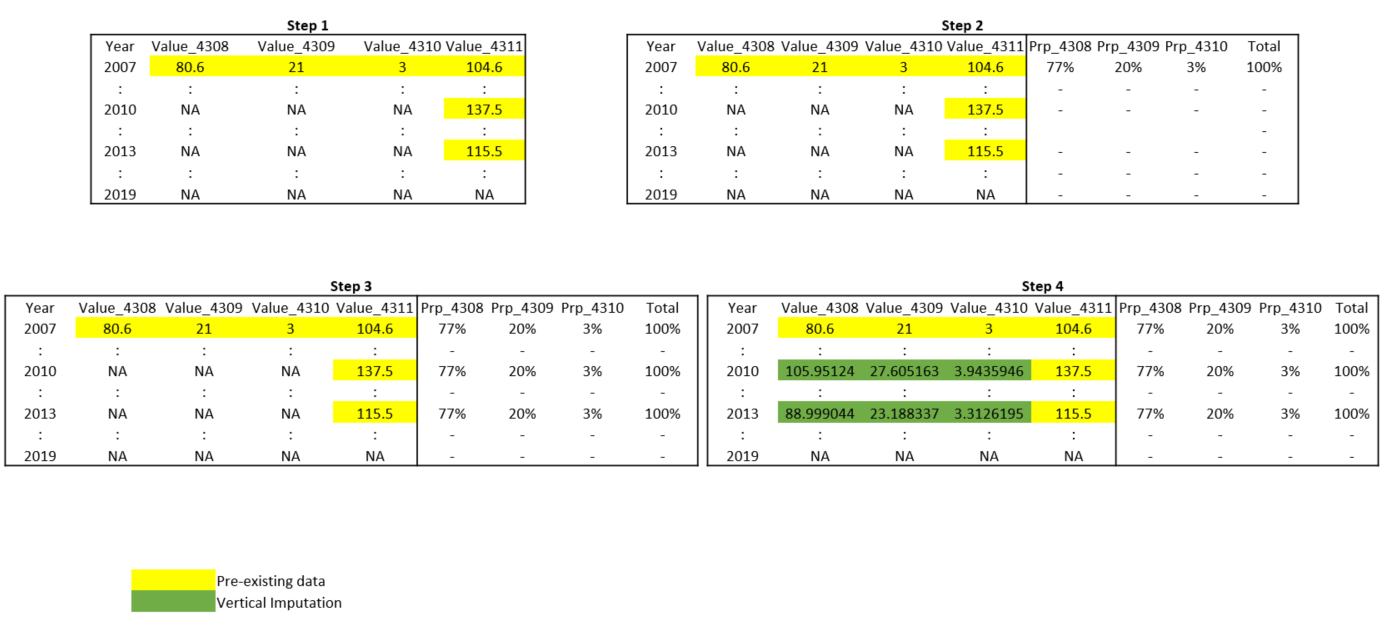 Step 1
Year Value_4308 Value_4309 Value_4310 Value_4311
2007 80.6 21 3 104.6
: : : : :
2010 NA NA NA 137.5
: : : : :
2013 NA NA NA 115.5
: : : : :
2019 NA NA NA NA
Step 2
Year Value_4308 Value_4309 Value_4310 Value_4311 Prp_4308 Prp_4309 Prp_4310 Total
2007 80.6 21 3 104.6 77% 20% 3% 100%
: : : : : - - - -
2010 NA NA NA 137.5 - - - -
: : : : : -
2013 NA NA NA 115.5 - - - -
: : : : : - - - -
2019 NA NA NA NA - - - -
Step 3
Year Value_4308 Value_4309 Value_4310 Value_4311 Prp_4308 Prp_4309 Prp_4310 Total
2007 80.6 21 3 104.6 77% 20% 3% 100%
: : : : : - - - -
2010 NA NA NA 137.5 77% 20% 3% 100%
: : : : : - - - -
2013 NA NA NA 115.5 77% 20% 3% 100%
: : : : : - - - -
2019 NA NA NA NA - - - -
Step 4
Year Value_4308 Value_4309 Value_4310 Value_4311 Prp_4308 Prp_4309 Prp_4310 Total
2007 80.6 21 3 104.6 77% 20% 3% 100%
: : : : : - - - -
2010 105.95124 27.605163 3.9435946 137.5 77% 20% 3% 100%
: : : : : - - - -
2013 88.999044 23.188337 3.3126195 115.5 77% 20% 3% 100%
: : : : : - - - -
2019 NA NA NA NA - - - -
Pre-existing data
Vertical Imputation